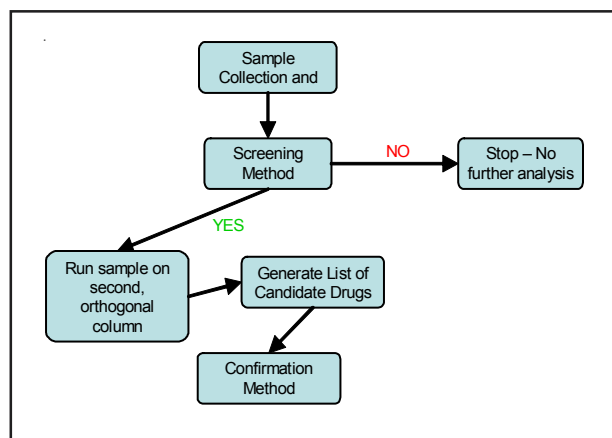 Sample
Collection and
Screening
Method
NO
Stop – No
further analysis
YES
Run sample on
second,
orthogonal
column
Generate List of
Candidate Drugs
Confirmation
Method